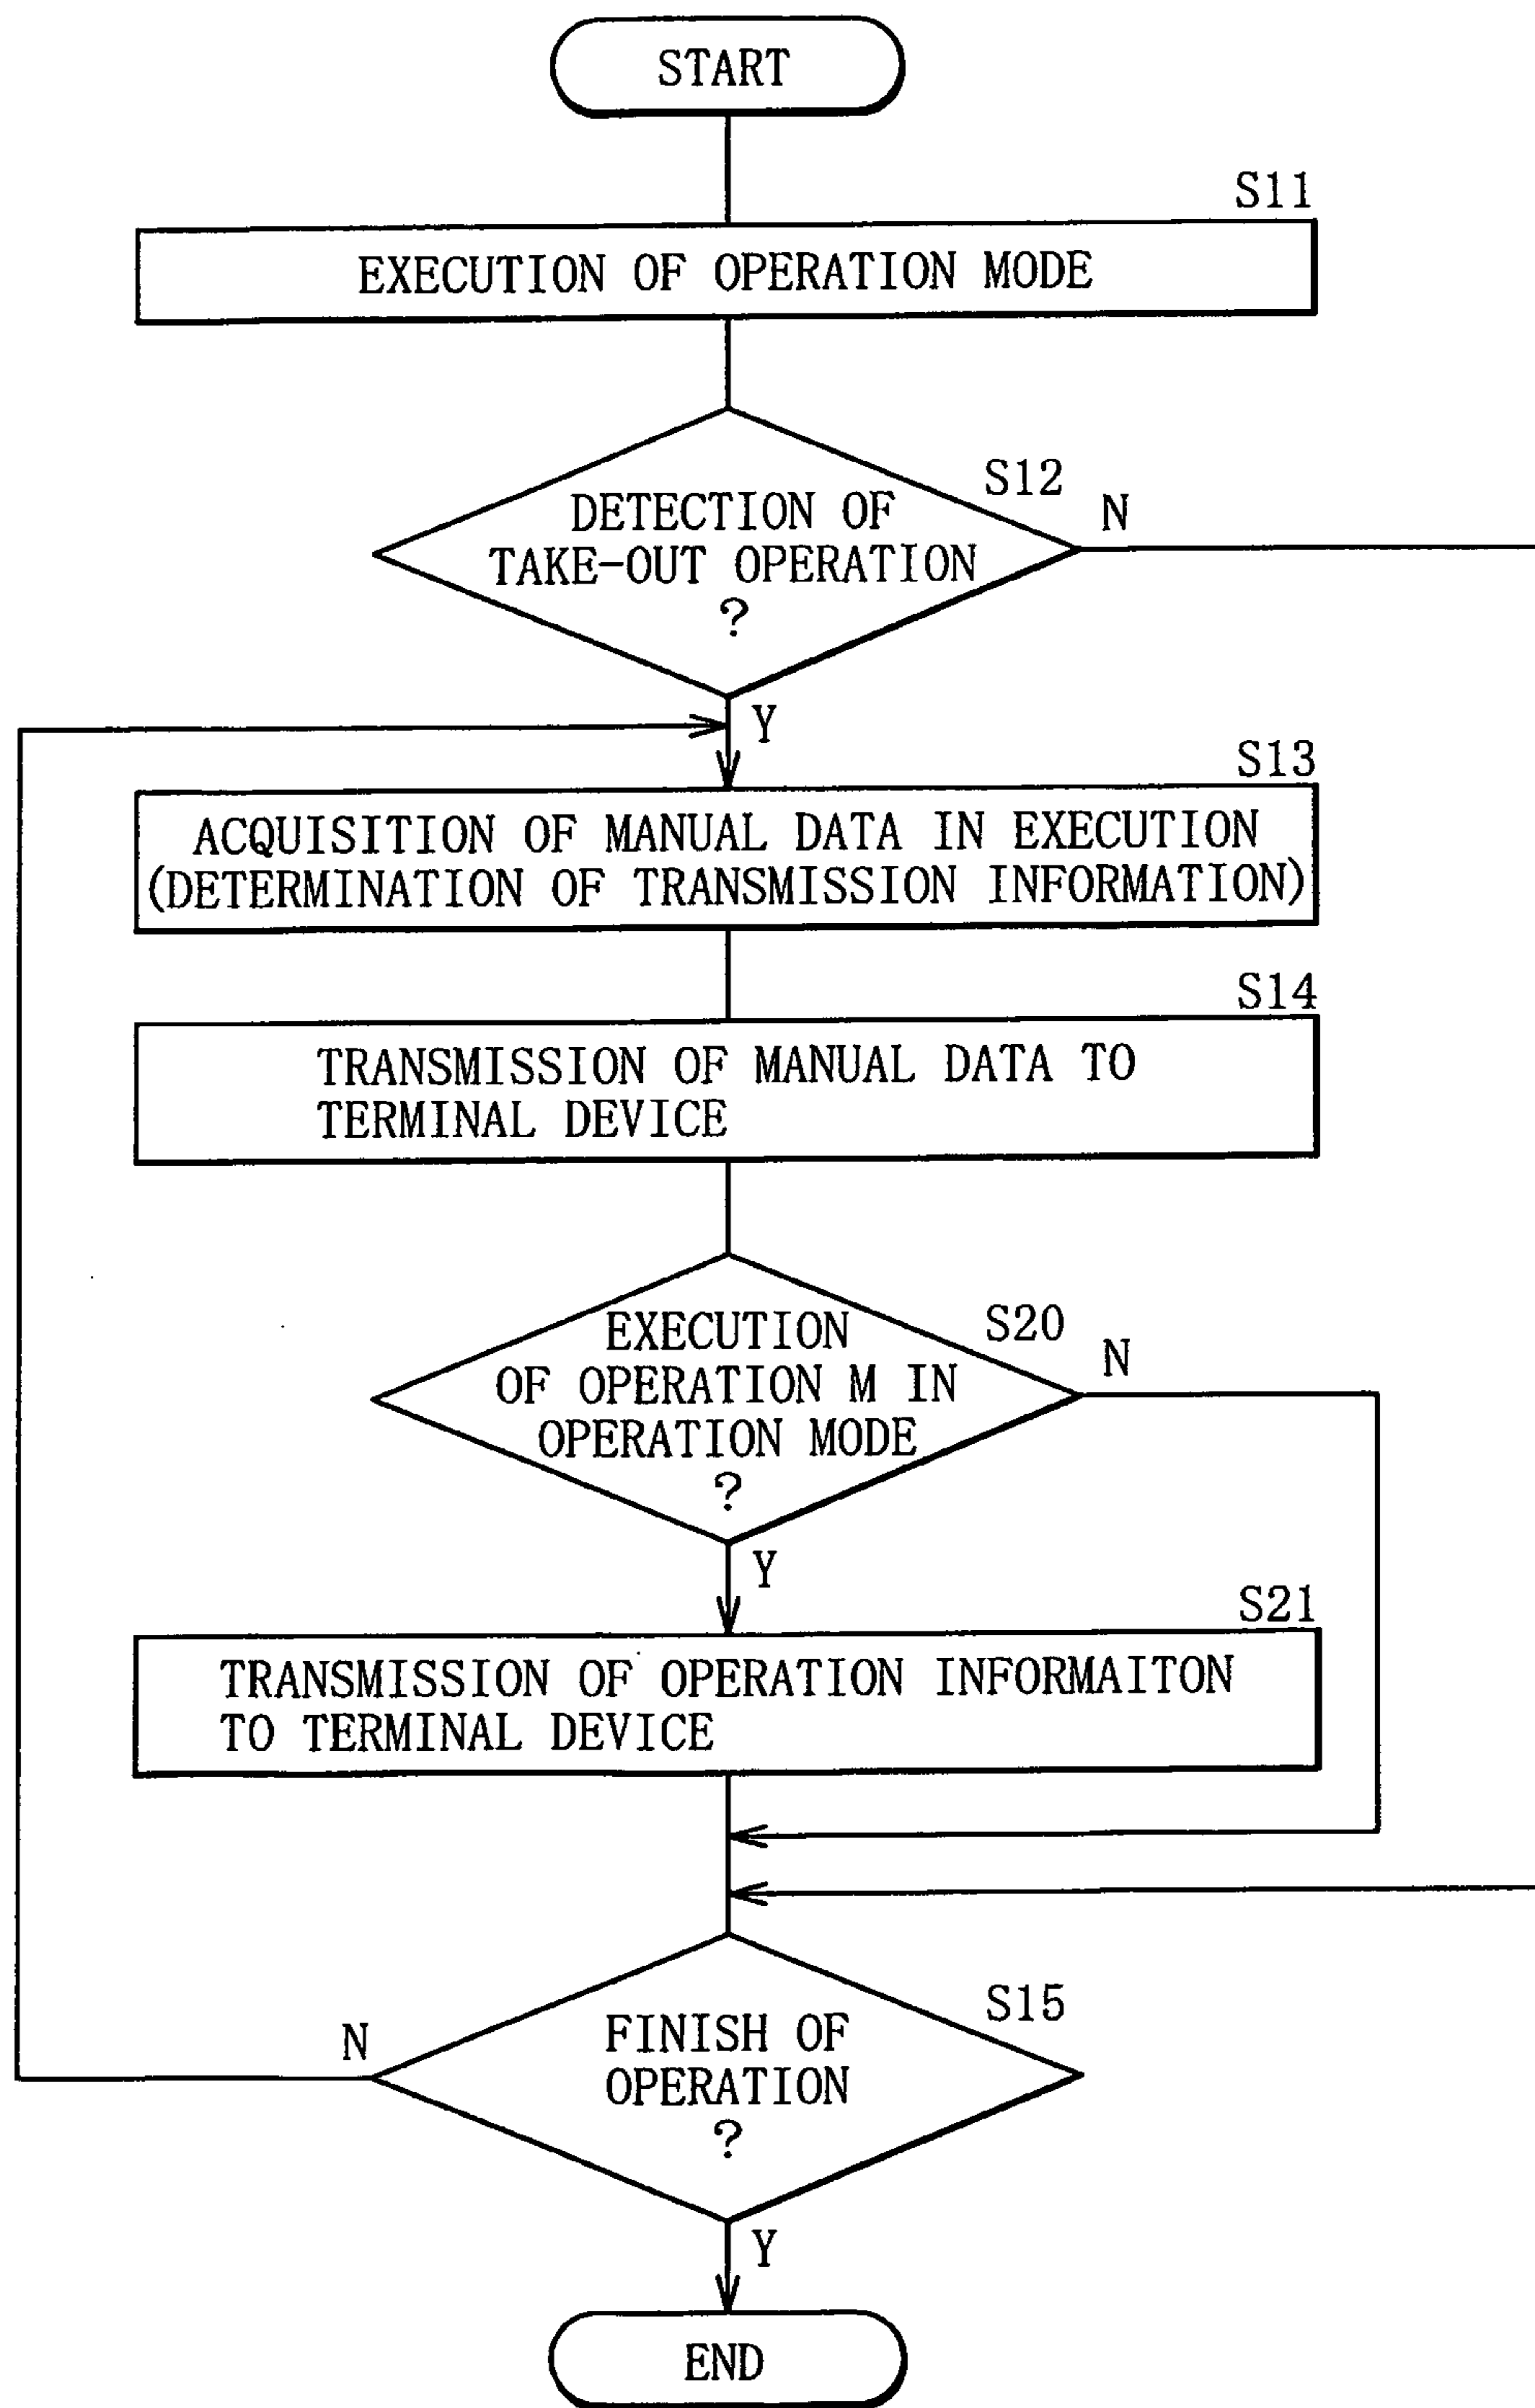 START
S11
EXECUTION OF OPERATION MODE
S12
DETECTION OF
TAKE-OUT OPERATION
?
N
Y
S13
ACQUISITION OF MANUAL DATA IN EXECUTION
(DETERMINATION OF TRANSMISSION INFORMATION)
S14
TRANSMISSION OF MANUAL DATA TO
TERMINAL DEVICE
S20
EXECUTION
OF OPERATION M IN
OPERATION MODE
?
N
Y
S21
TRANSMISSION OF OPERATION INFORMAITON
TO TERMINAL DEVICE
S15
FINISH OF
OPERATION
?
N
Y
END